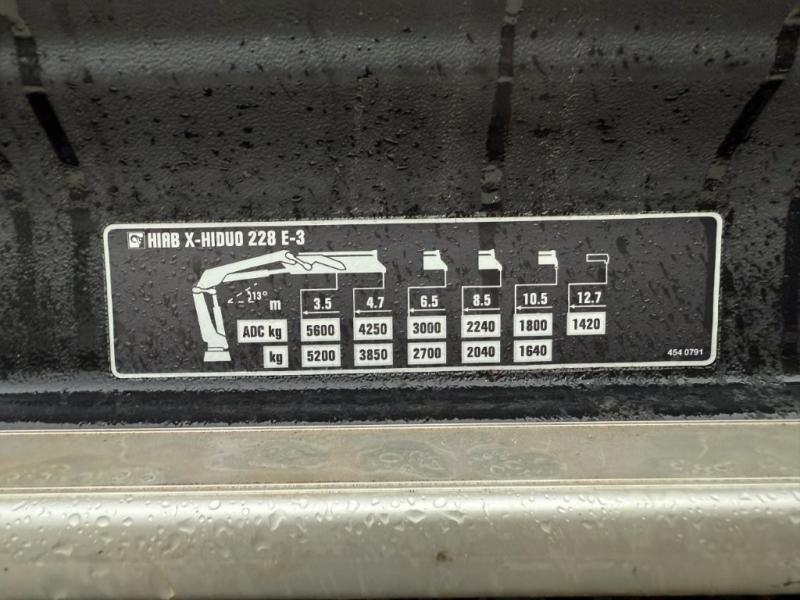 HIAB X-HIDUO 228 E-3
13°
m 3.5 4.7 6.5 8.5 10.5 12.7
ADC kg 5600 4250 3000 2240 1800 1420
kg 5200 3850 2700 2040 1640
454 0791